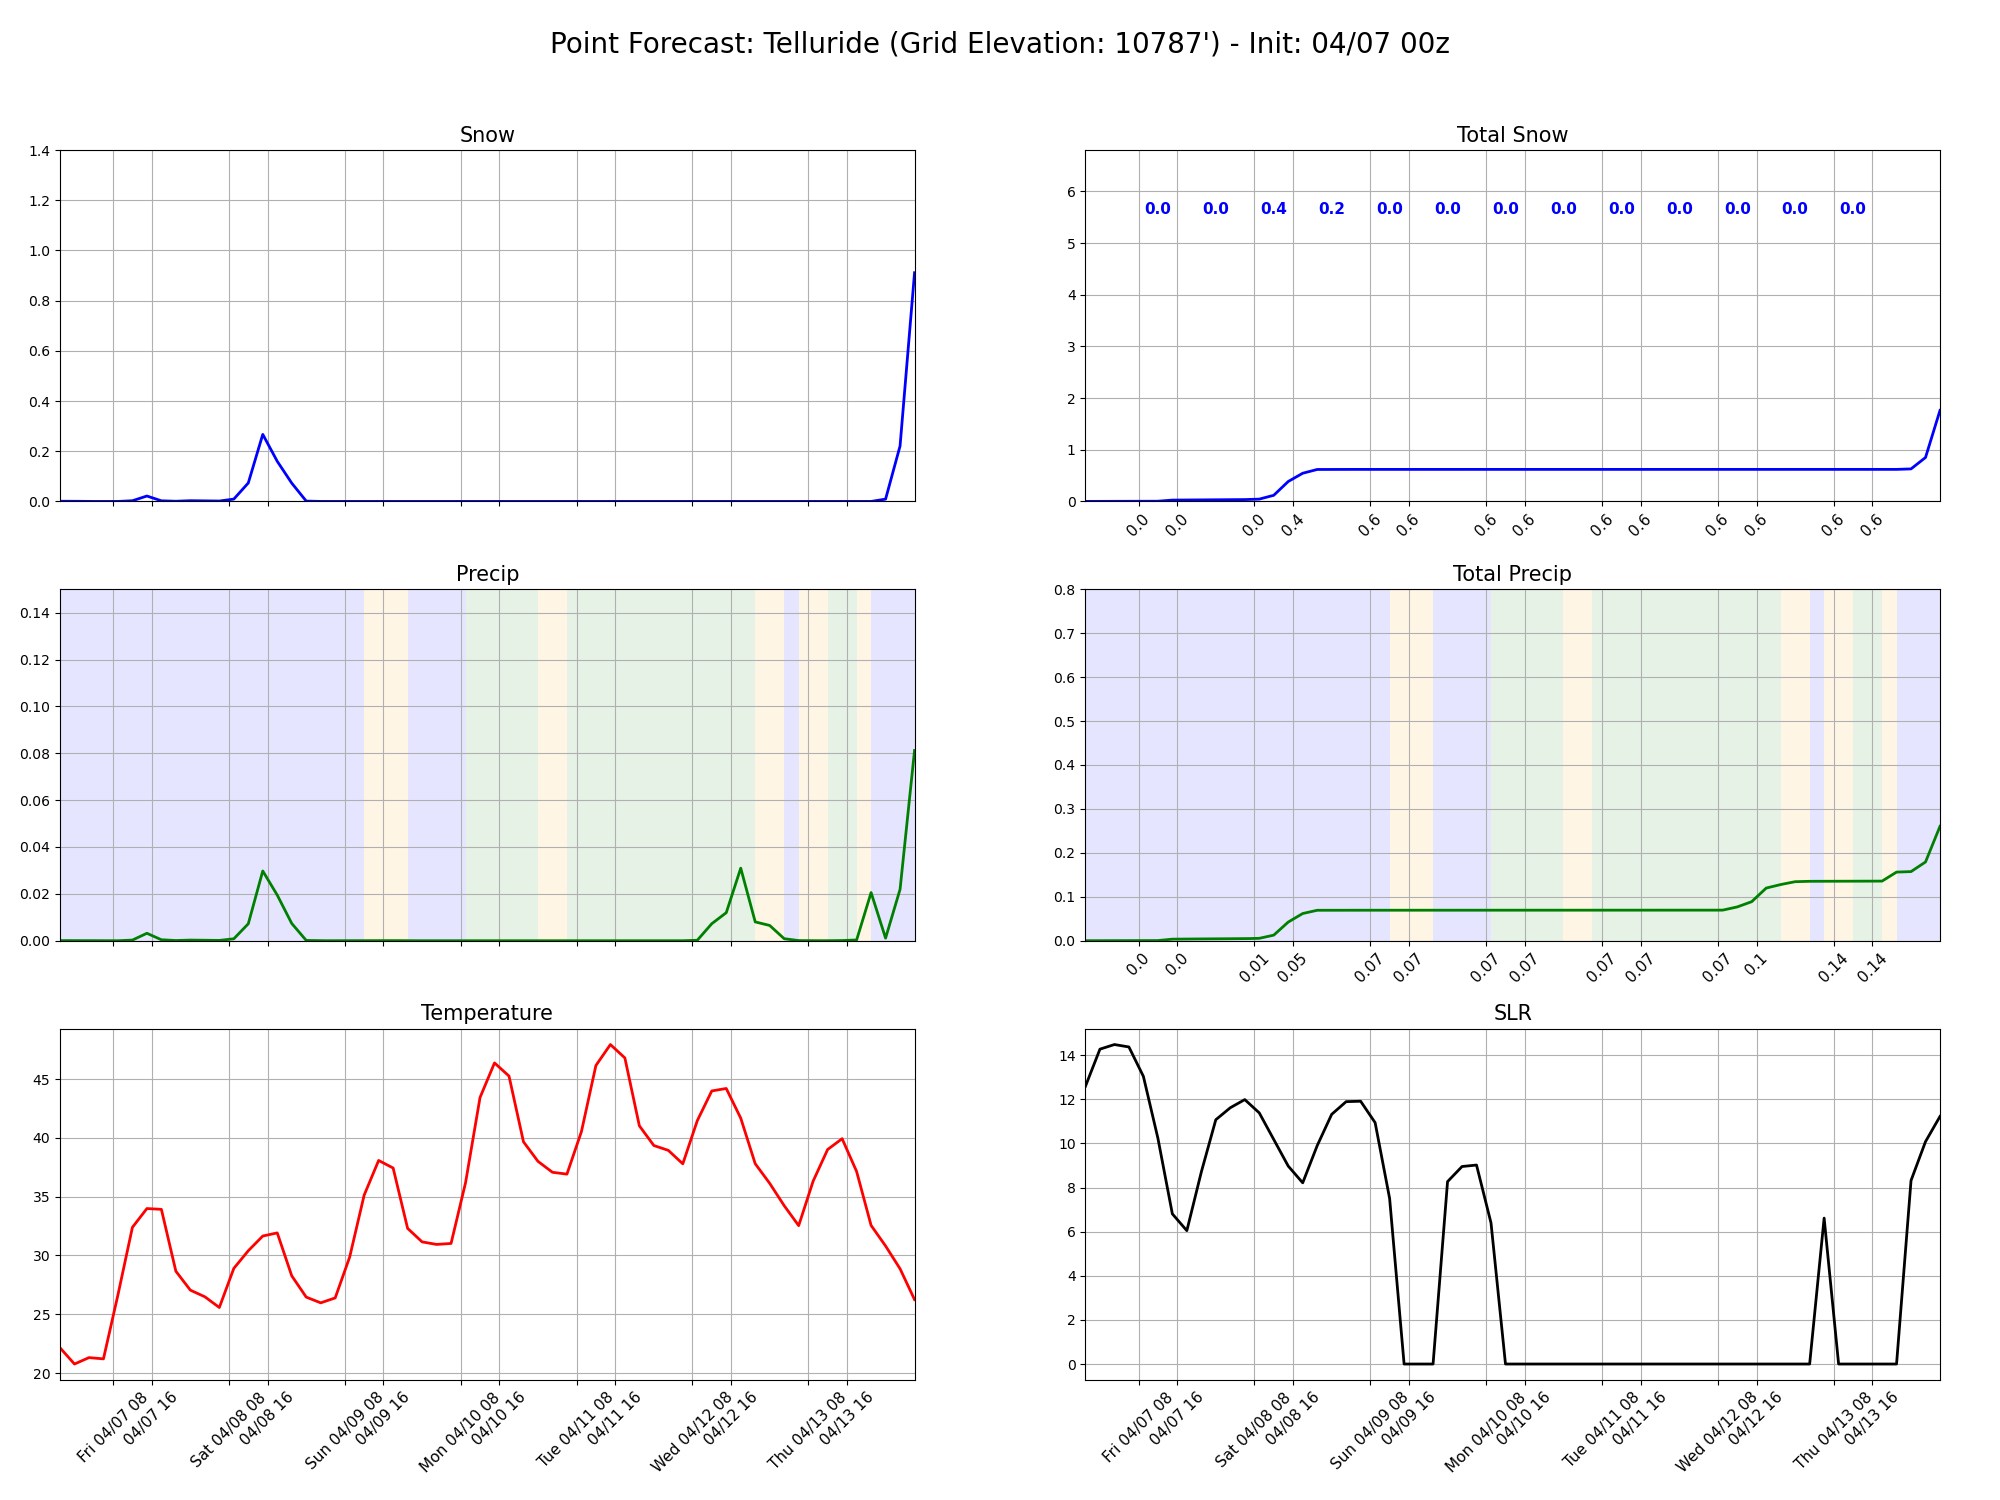 Point Forecast: Telluride (Grid Elevation: 10787') - Init: 04/07 00z
Snow
1.4
1.2
1.0
0.8
0.6
0.4
0.2
0.0
Total Snow
6
5
4
3
2
1
0
0.0 0.0 0.4 0.2 0.0 0.0 0.0 0.0 0.0 0.0 0.0 0.0 0.0
0.0 0.0 0.0 0.4 0.6 0.6 0.6 0.6 0.6 0.6 0.6 0.6 0.6 0.6
Precip
0.14
0.12
0.10
0.08
0.06
0.04
0.02
0.00
Total Precip
0.8
0.7
0.6
0.5
0.4
0.3
0.2
0.1
0.0
0.0 0.0 0.01 0.05 0.07 0.07 0.07 0.07 0.07 0.07 0.07 0.1 0.14 0.14
Temperature
45
40
35
30
25
20
Fri 04/07 08
04/07 16
Sat 04/08 08
04/08 16
Sun 04/09 08
04/09 16
Mon 04/10 08
04/10 16
Tue 04/11 08
04/11 16
Wed 04/12 08
04/12 16
Thu 04/13 08
04/13 16
SLR
14
12
10
8
6
4
2
0
Fri 04/07 08
04/07 16
Sat 04/08 08
04/08 16
Sun 04/09 08
04/09 16
Mon 04/10 08
04/10 16
Tue 04/11 08
04/11 16
Wed 04/12 08
04/12 16
Thu 04/13 08
04/13 16